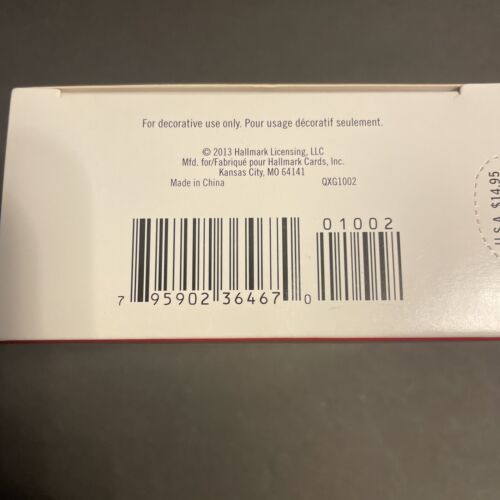 For decorative use only. Pour usage décoratif seulement.
© 2013 Hallmark Licensing, LLC
Mfd. for/Fabriqué pour Hallmark Cards, Inc.
Kansas City, MO 64141
Made in China QXG1002
01002
7 95902 36467 0
U.S.A. $14.95